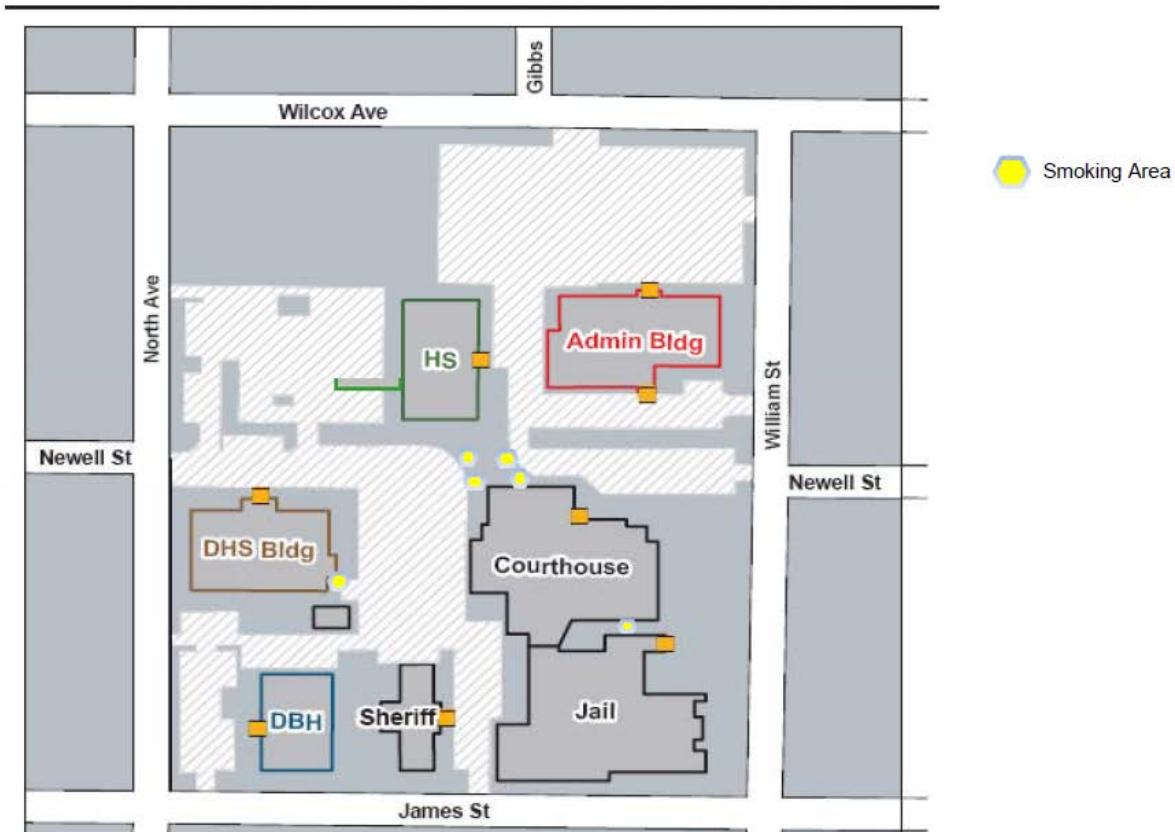 Gibbs
Wilcox Ave
Smoking Area
North Ave
HS
Admin Bldg
William St
Newell St
Newell St
DHS Bldg
Courthouse
DBH
Sheriff
Jail
James St